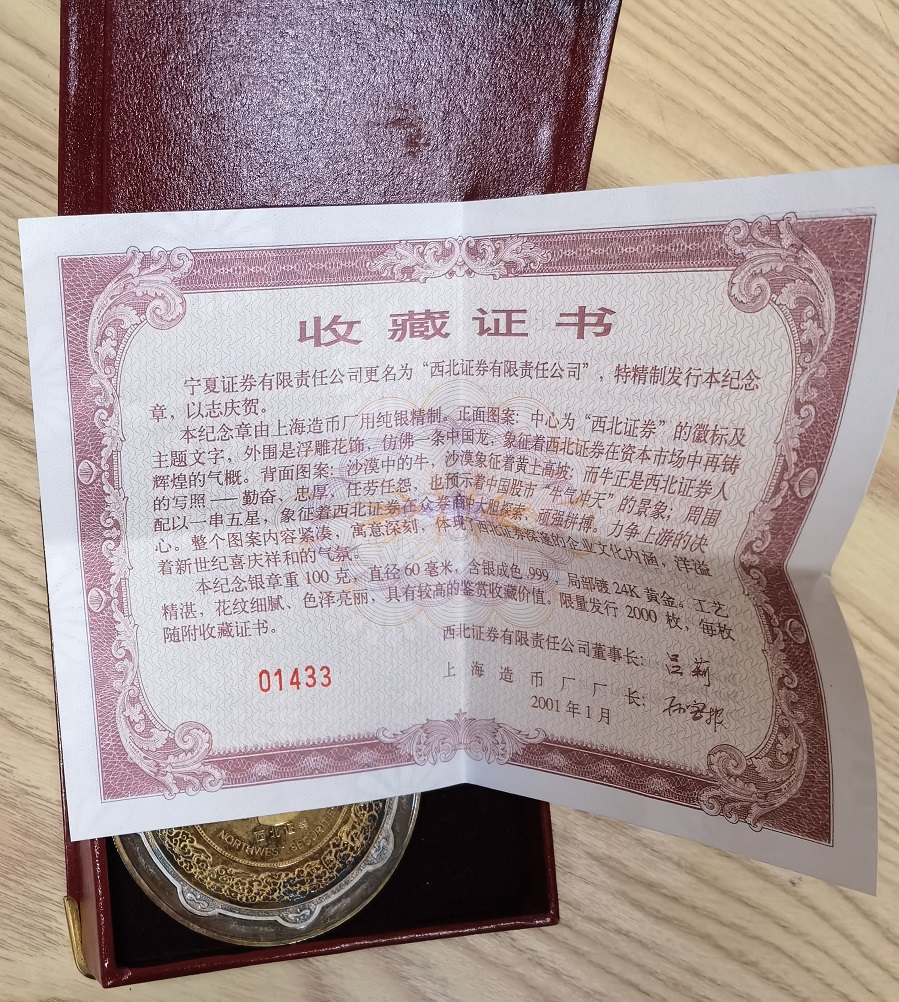 收藏证书
宁夏证券有限责任公司更名为“西北证券有限责任公司”，特精制发行本纪念
章，以志庆贺。
本纪念章由上海造币厂用纯银精制。正面图案：中心为“西北证券”的徽标及
主题文字，外围是浮雕花饰，仿佛一条中国龙，象征着西北证券在资本市场中再铸
辉煌的气概。背面图案：沙漠中的牛，沙漠象征着黄土高坡；而牛正是西北证券人
的写照——勤奋、忠厚、任劳任怨，也预示着中国股市“牛气冲天”的景象；周围
配以一串五星，象征着西北证券在众券商中大胆探索、顽强拼搏、力争上游的决
心。整个图案内容紧凑，寓意深刻，体现了西北证券深邃的企业文化内涵，洋溢
着新世纪喜庆祥和的气氛。
本纪念银章重100克，直径60毫米，含银成色.999，局部镀24K黄金。工艺
精湛，花纹细腻、色泽亮丽，具有较高的鉴赏收藏价值。限量发行2000枚，每枚
随附收藏证书。
西北证券有限责任公司董事长：吕莉
上海造币厂厂长：
2001年1月
01433
西北证券
NORTHWEST SECURITIES